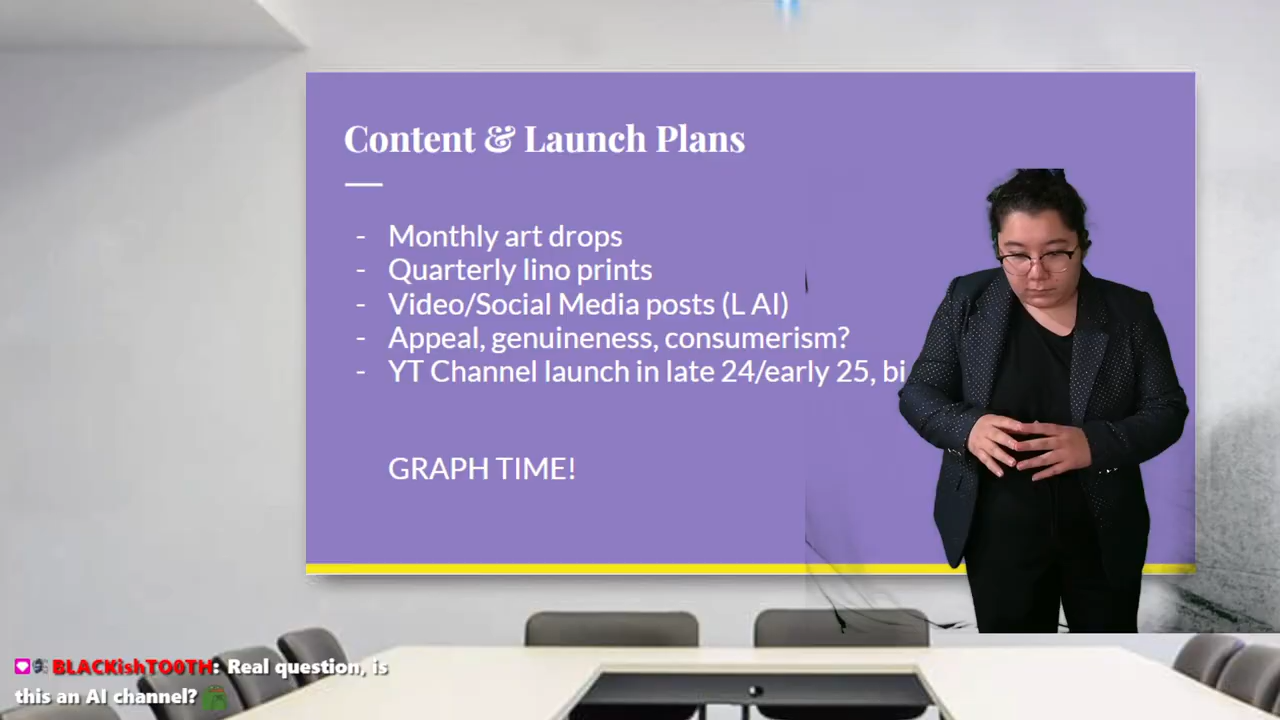 Content & Launch Plans
- Monthly art drops
- Quarterly lino prints
- Video/Social Media posts (L AI)
- Appeal, genuineness, consumerism?
- YT Channel launch in late 24/early 25, bi
GRAPH TIME!
BLACKishTO0TH: Real question, is
this an AI channel?